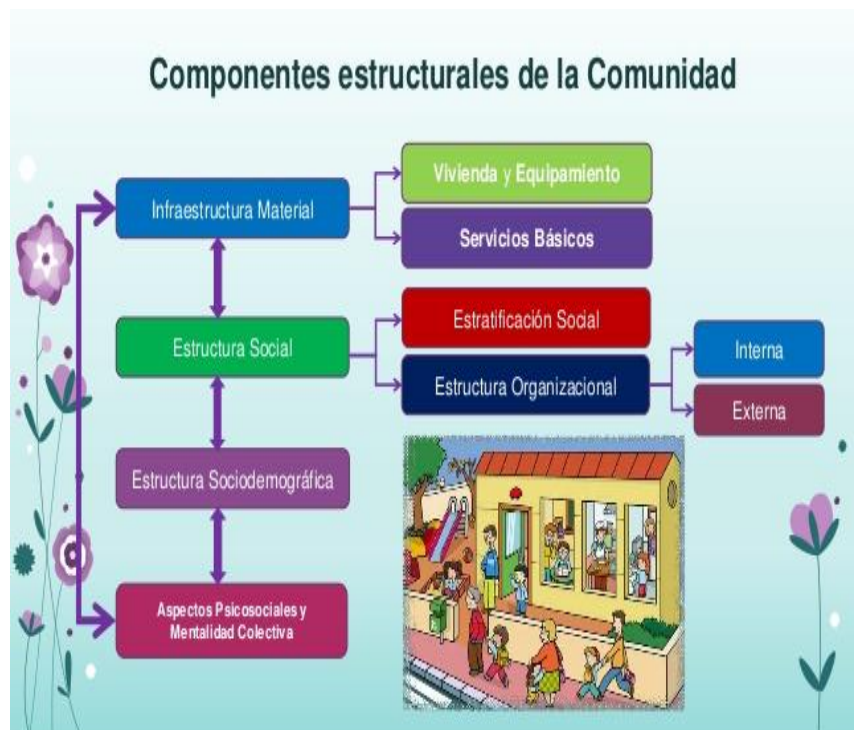 Componentes estructurales de la Comunidad
Infraestructura Material
Vivienda y Equipamiento
Servicios Básicos
Estructura Social
Estratificación Social
Estructura Organizacional
Interna
Externa
Estructura Sociodemográfica
Aspectos Psicosociales y
Mentalidad Colectiva